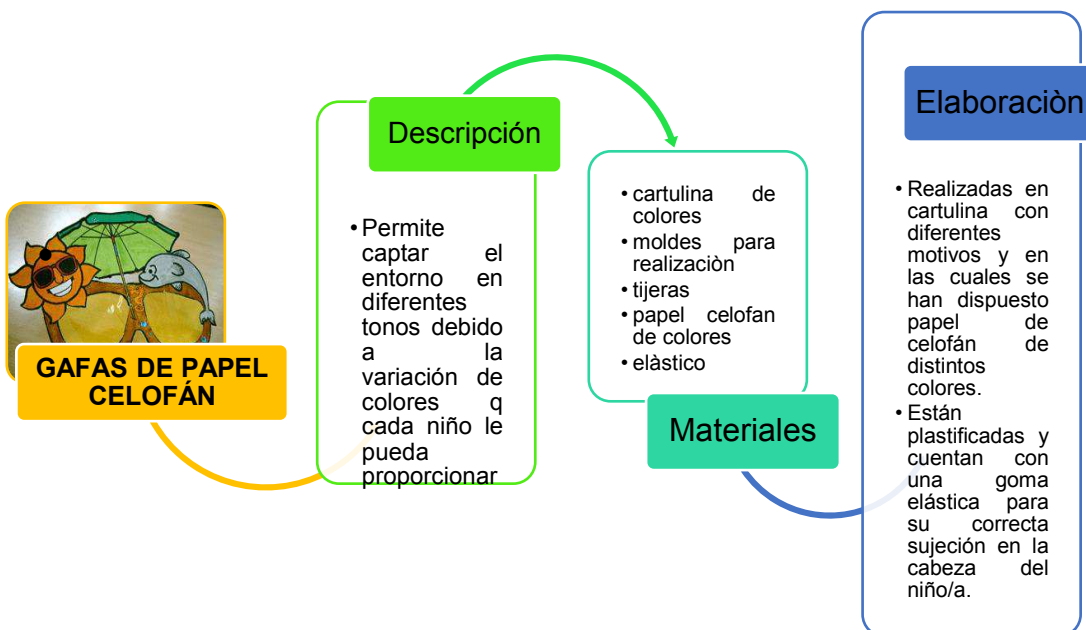 GAFAS DE PAPEL
CELOFÁN
Descripción
• Permite
captar el
entorno en
diferentes
tonos debido
a la
variación de
colores q
cada niño le
pueda
proporcionar
• cartulina de
colores
• moldes para
realizaciòn
• tijeras
• papel celofan
de colores
• elàstico
Materiales
Elaboraciòn
• Realizadas en
cartulina con
diferentes
motivos y en
las cuales se
han dispuesto
papel de
celofán de
distintos
colores.
• Están
plastificadas y
cuentan con
una goma
elástica para
su correcta
sujeción en la
cabeza del
niño/a.